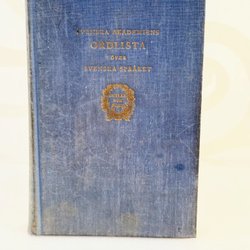 SVENSKA AKADEMIENS
ORDLISTA
ÖVER
SVENSKA SPRÅKET